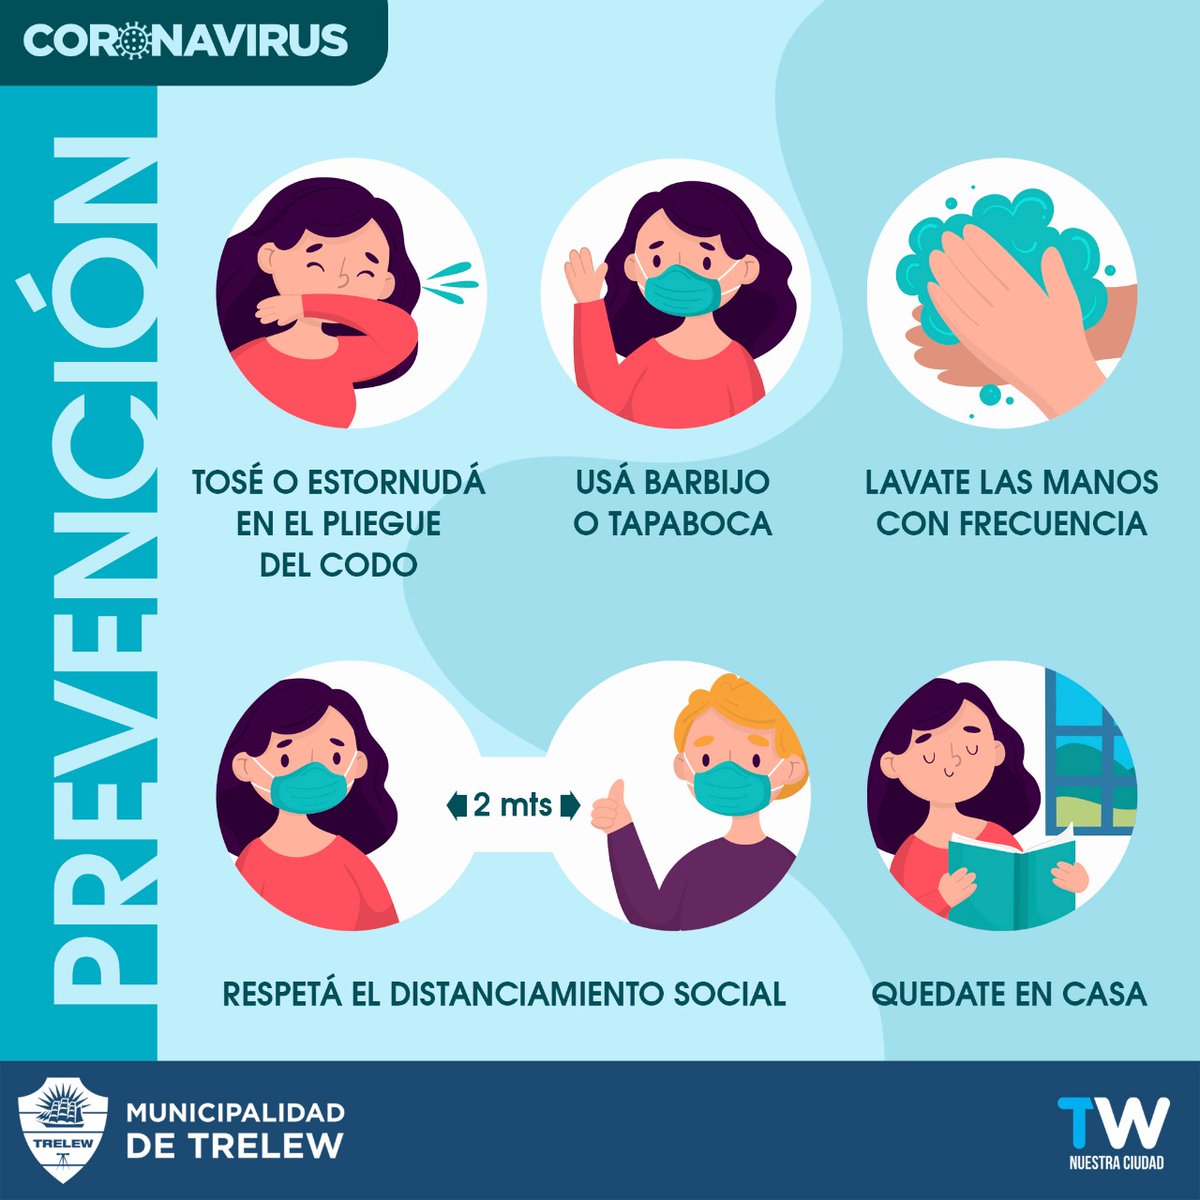 CORONAVIRUS
PREVENCIÓN
TOSÉ O ESTORNUDÁ
EN EL PLIEGUE
DEL CODO
USÁ BARBIJO
O TAPABOCA
LAVATE LAS MANOS
CON FRECUENCIA
2 mts
RESPETÁ EL DISTANCIAMIENTO SOCIAL
QUEDATE EN CASA
TRELEW
MUNICIPALIDAD
DE TRELEW
TW
NUESTRA CIUDAD